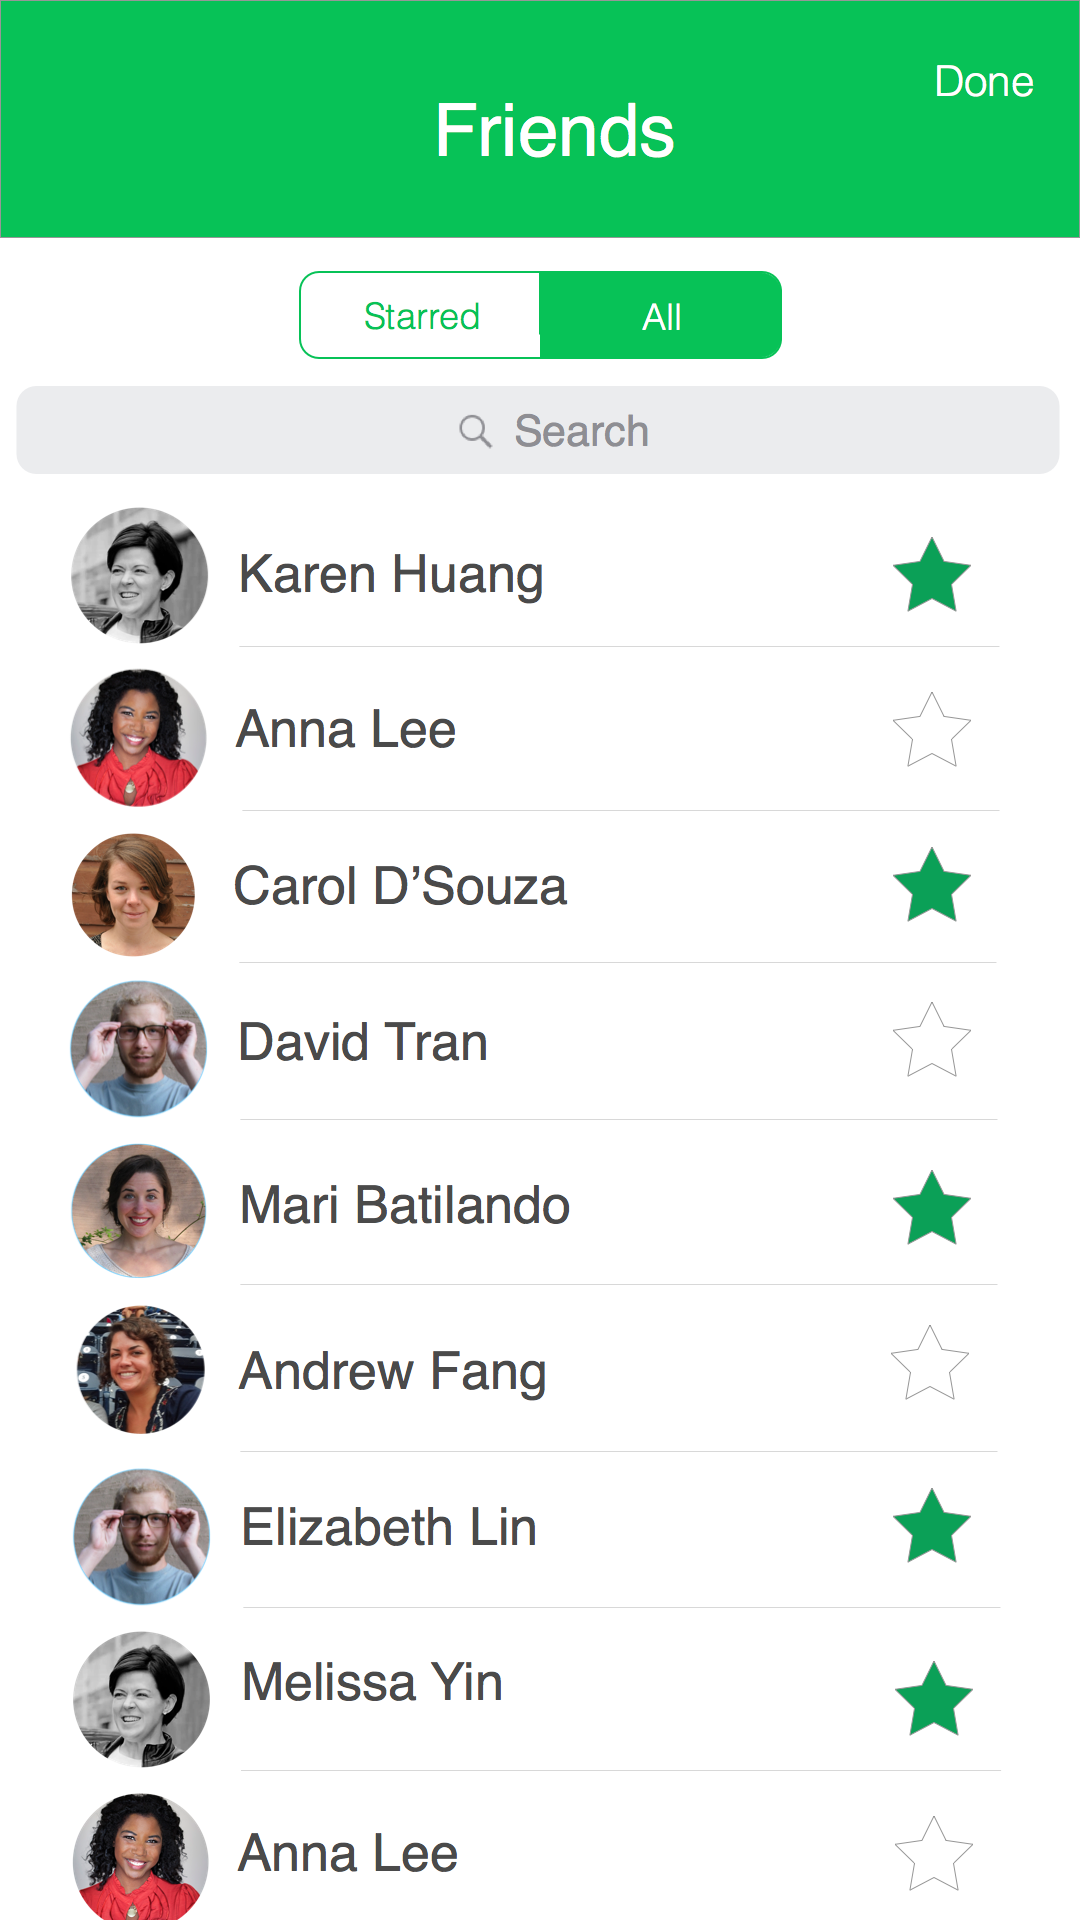 Done
Friends
Starred
All
Search
Karen Huang
Anna Lee
Carol D’Souza
David Tran
Mari Batilando
Andrew Fang
Elizabeth Lin
Melissa Yin
Anna Lee